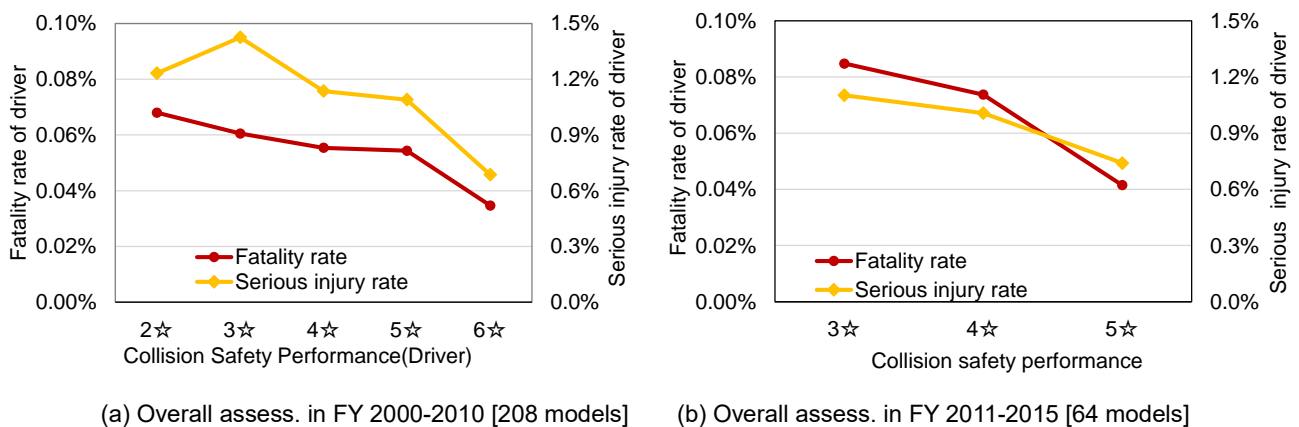 Fatality rate of driver
0.10%
0.08%
0.06%
0.04%
0.02%
0.00%
1.5%
1.2%
0.9%
0.6%
0.3%
0.0%
Serious injury rate of driver
Fatality rate
Serious injury rate
2☆ 3☆ 4☆ 5☆ 6☆
Collision Safety Performance(Driver)
(a) Overall assess. in FY 2000-2010 [208 models]
Fatality rate of driver
0.10%
0.08%
0.06%
0.04%
0.02%
0.00%
1.5%
1.2%
0.9%
0.6%
0.3%
0.0%
Serious injury rate of driver
Fatality rate
Serious injury rate
3☆ 4☆ 5☆
Collision safety performance
(b) Overall assess. in FY 2011-2015 [64 models]